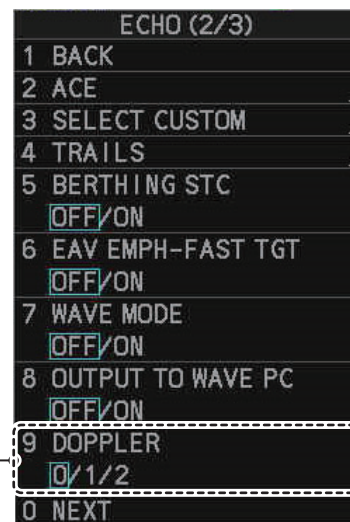 ECHO (2/3)
1 BACK
2 ACE
3 SELECT CUSTOM
4 TRAILS
5 BERTHING STC
OFF/ON
6 EAV EMPH-FAST TGT
OFF/ON
7 WAVE MODE
OFF/ON
8 OUTPUT TO WAVE PC
OFF/ON
9 DOPPLER
0/1/2
0 NEXT